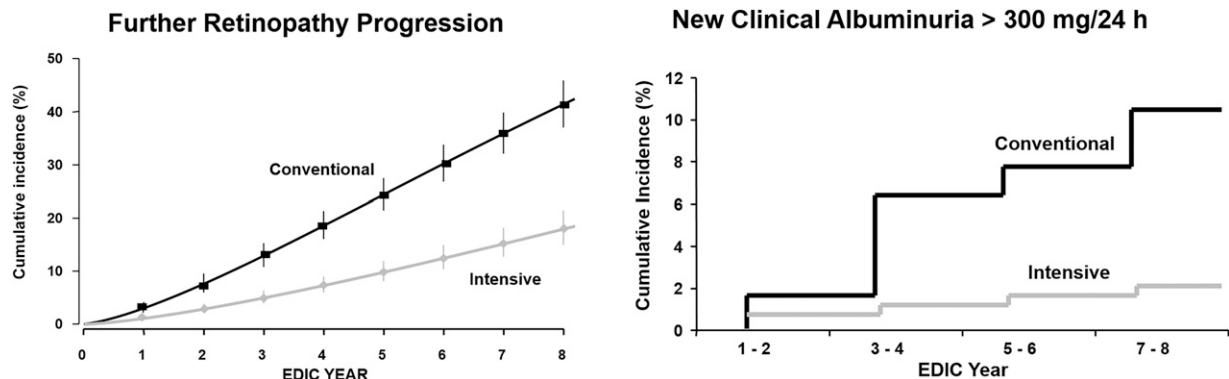 Further Retinopathy Progression
Cumulative incidence (%)
50
40
30
20
10
0
Conventional
Intensive
0 1 2 3 4 5 6 7 8
EDIC YEAR
New Clinical Albuminuria > 300 mg/24 h
Cumulative Incidence (%)
12
10
8
6
4
2
0
Conventional
Intensive
1 - 2 3 - 4 5 - 6 7 - 8
EDIC Year